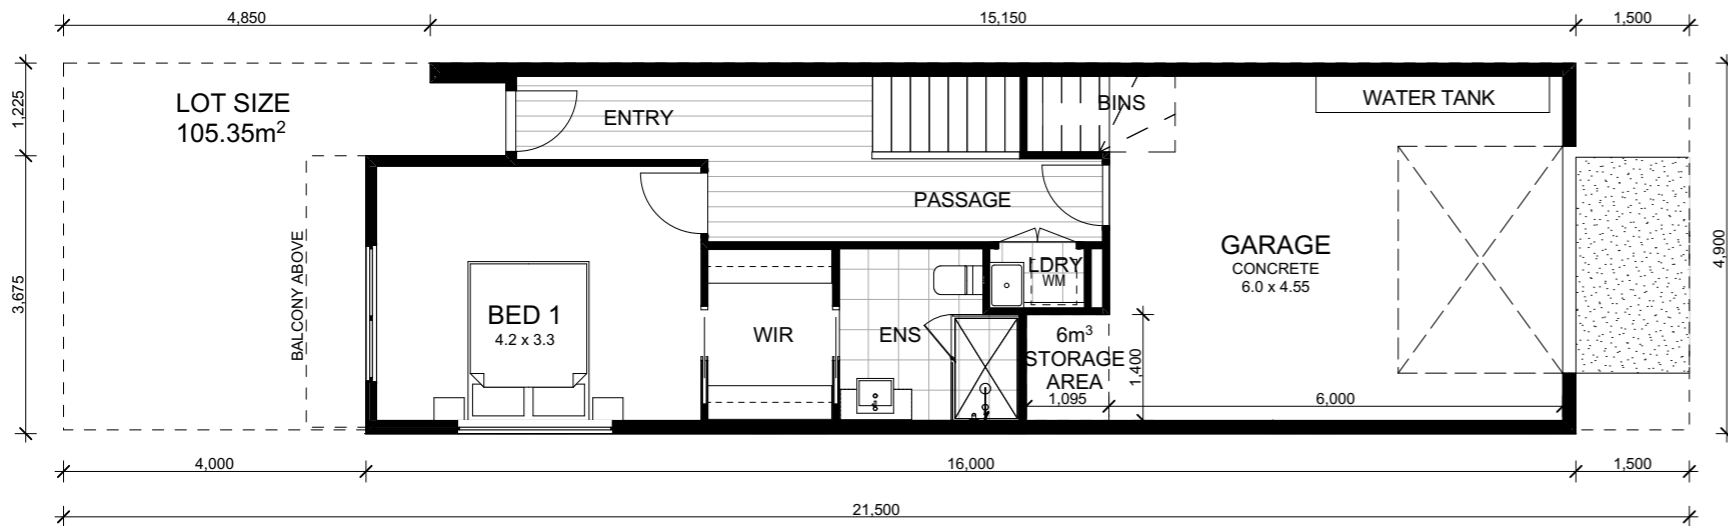 4,850
15,150
1,500
1,225
3,675
4,900
LOT SIZE
105.35m²
ENTRY
BINS
WATER TANK
PASSAGE
BALCONY ABOVE
BED 1
4.2 x 3.3
WIR
ENS
LDRY
WM
GARAGE
CONCRETE
6.0 x 4.55
6m³
STORAGE
AREA
1,095
1,400
6,000
4,000
16,000
1,500
21,500